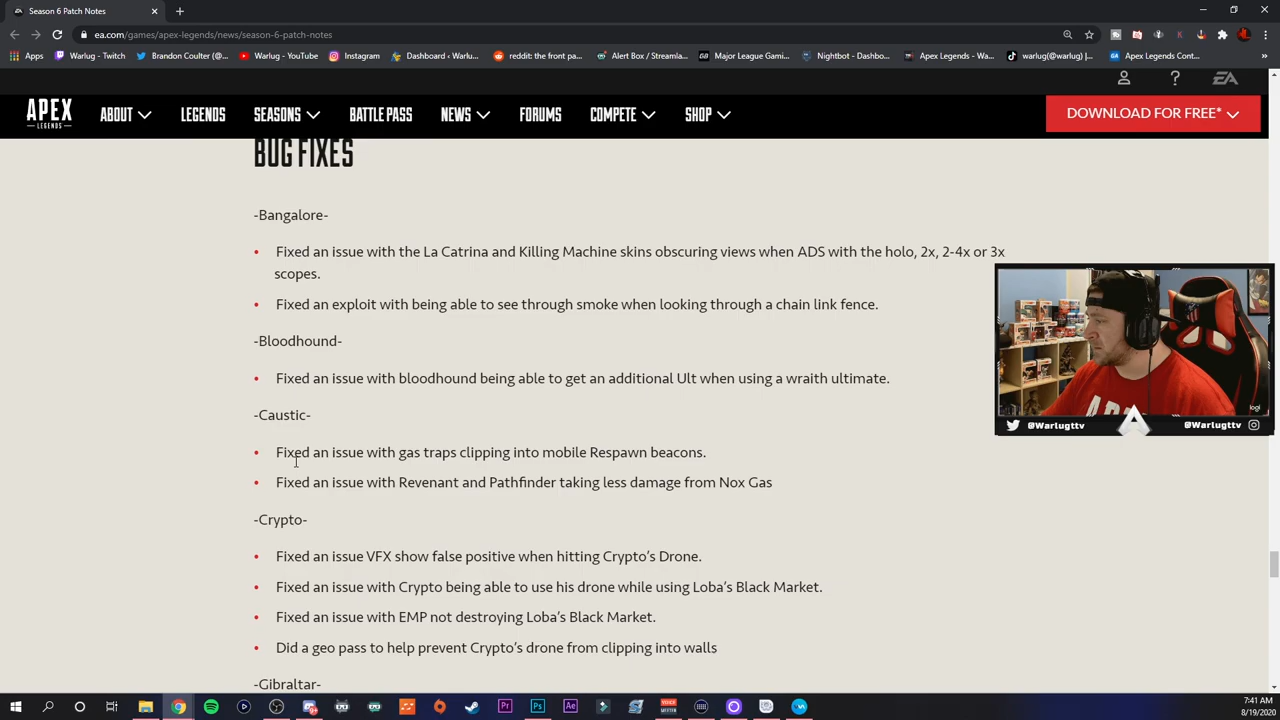 Season 6 Patch Notes
ea.com/games/apex-legends/news/season-6-patch-notes
Apps Warlug - Twitch Brandon Coulter (@... Warlug - YouTube Instagram Dashboard ‹ Warlu... reddit: the front pa... Alert Box / Streamla... Major League Gami... Nightbot - Dashbo... Apex Legends - Wa... warlug(@warlug) |... Apex Legends Cont... »
EA
APEX LEGENDS ABOUT LEGENDS SEASONS BATTLE PASS NEWS FORUMS COMPETE SHOP DOWNLOAD FOR FREE*
BUG FIXES
-Bangalore-
• Fixed an issue with the La Catrina and Killing Machine skins obscuring views when ADS with the holo, 2x, 2-4x or 3x
scopes.
• Fixed an exploit with being able to see through smoke when looking through a chain link fence.
-Bloodhound-
• Fixed an issue with bloodhound being able to get an additional Ult when using a wraith ultimate.
-Caustic-
• Fixed an issue with gas traps clipping into mobile Respawn beacons.
• Fixed an issue with Revenant and Pathfinder taking less damage from Nox Gas
-Crypto-
• Fixed an issue VFX show false positive when hitting Crypto's Drone.
• Fixed an issue with Crypto being able to use his drone while using Loba's Black Market.
• Fixed an issue with EMP not destroying Loba's Black Market.
• Did a geo pass to help prevent Crypto's drone from clipping into walls
-Gibraltar-
logi
@Warlugttv @Warlugttv
7:41 AM
8/19/2020